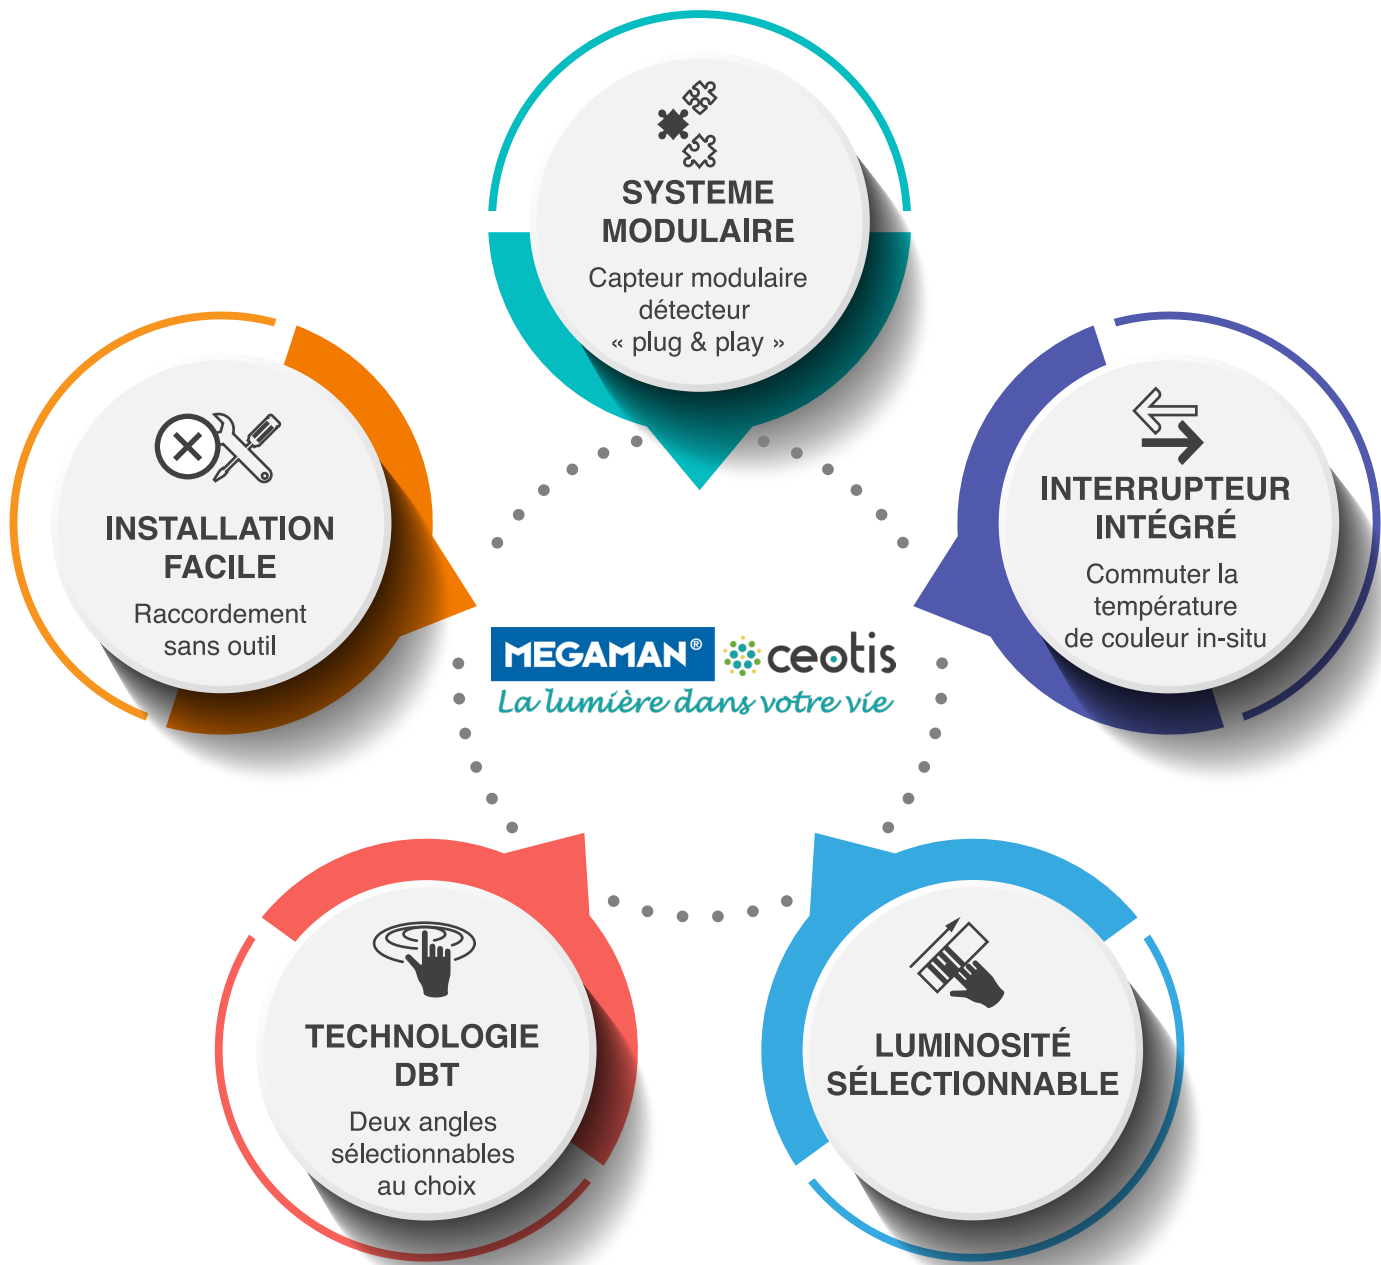 SYSTEME
MODULAIRE
Capteur modulaire
détecteur
« plug & play »
INSTALLATION
FACILE
Raccordement
sans outil
INTERRUPTEUR
INTÉGRÉ
Commuter la
température
de couleur in-situ
MEGAMAN® ceotis
La lumière dans votre vie
TECHNOLOGIE
DBT
Deux angles
sélectionnables
au choix
LUMINOSITÉ
SÉLECTIONNABLE